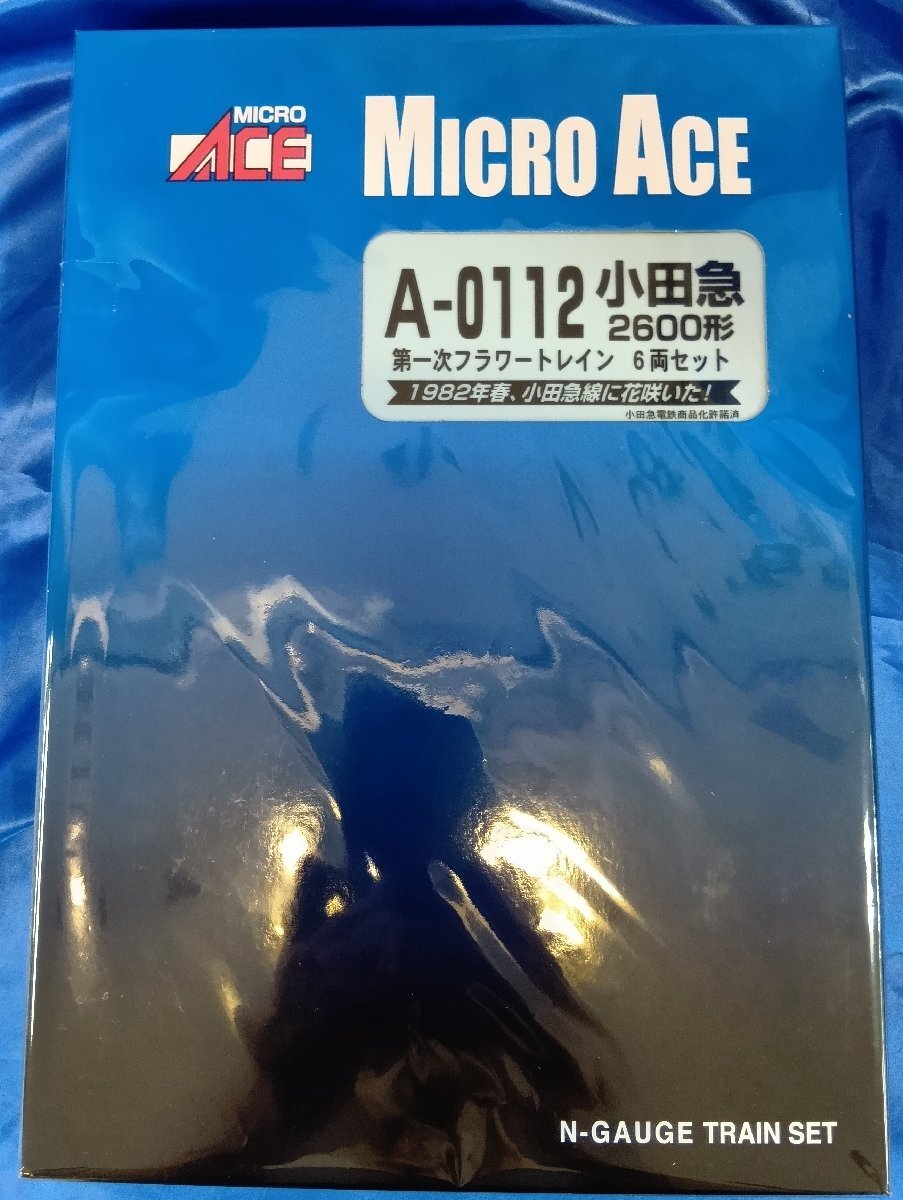 MICRO
ACE
MICRO ACE
A-0112 小田急
2600形
第一次フラワートレイン 6両セット
1982年春、小田急線に花咲いた!
小田急電鉄商品化許諾済
N-GAUGE TRAIN SET